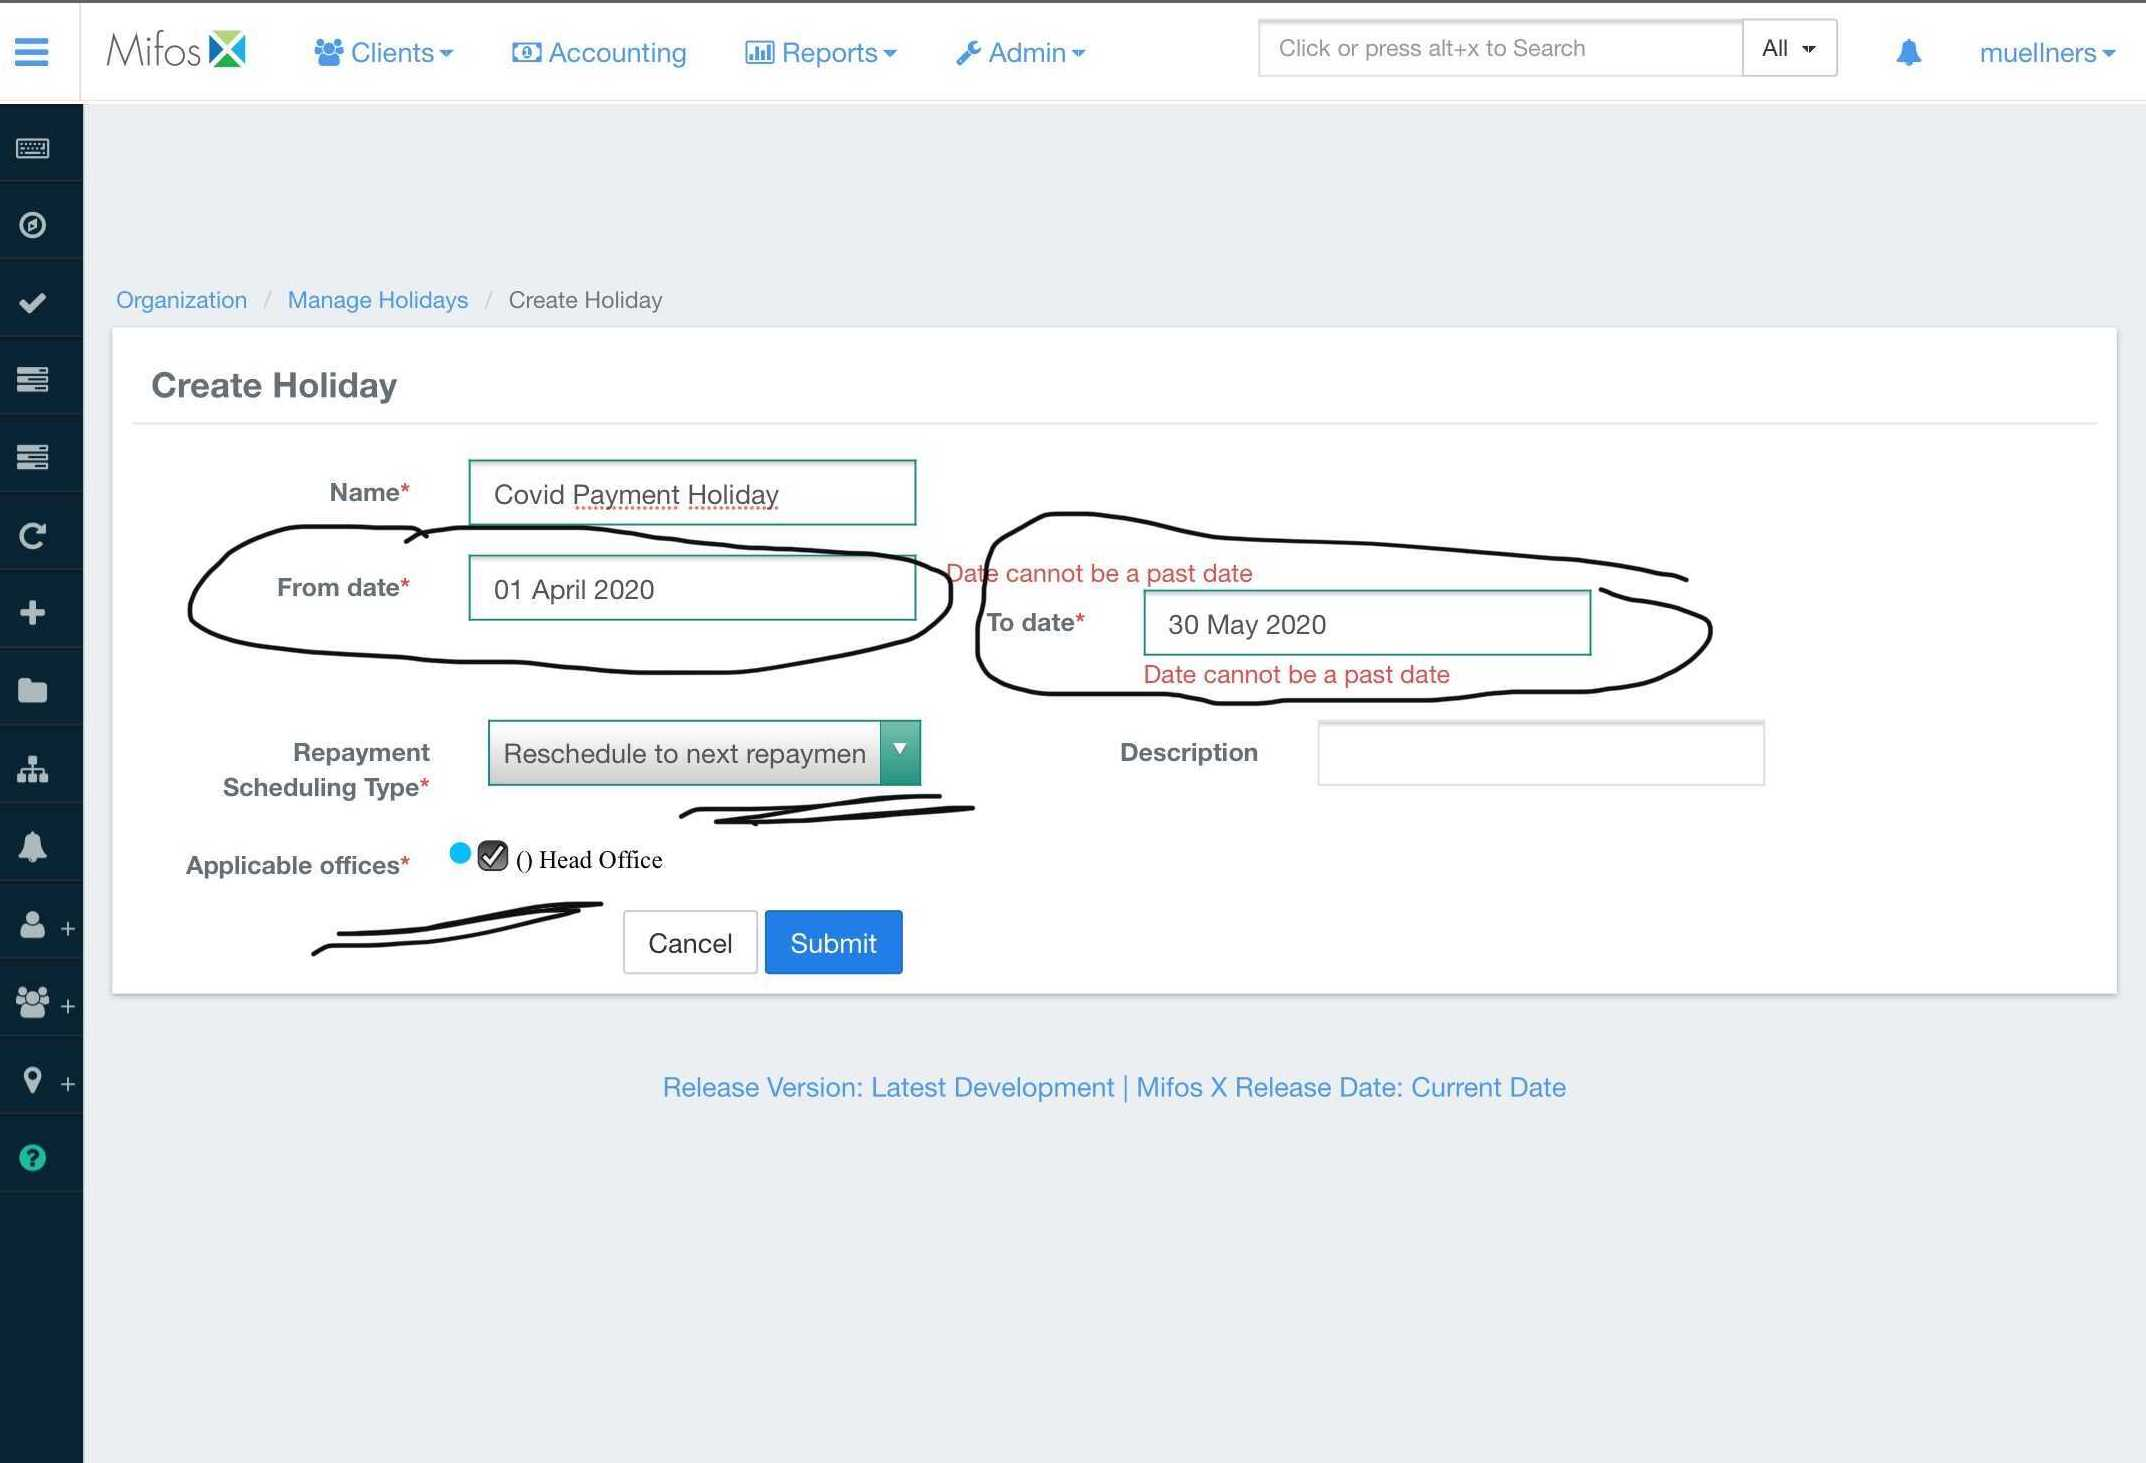 Mifos Clients Accounting Reports Admin Click or press alt+x to Search All muellners
Organization / Manage Holidays / Create Holiday
Create Holiday
Name* Covid Payment Holiday
From date* 01 April 2020
Date cannot be a past date
To date* 30 May 2020
Date cannot be a past date
Repayment Scheduling Type* Reschedule to next repaymen
Description
Applicable offices* () Head Office
Cancel Submit
Release Version: Latest Development | Mifos X Release Date: Current Date